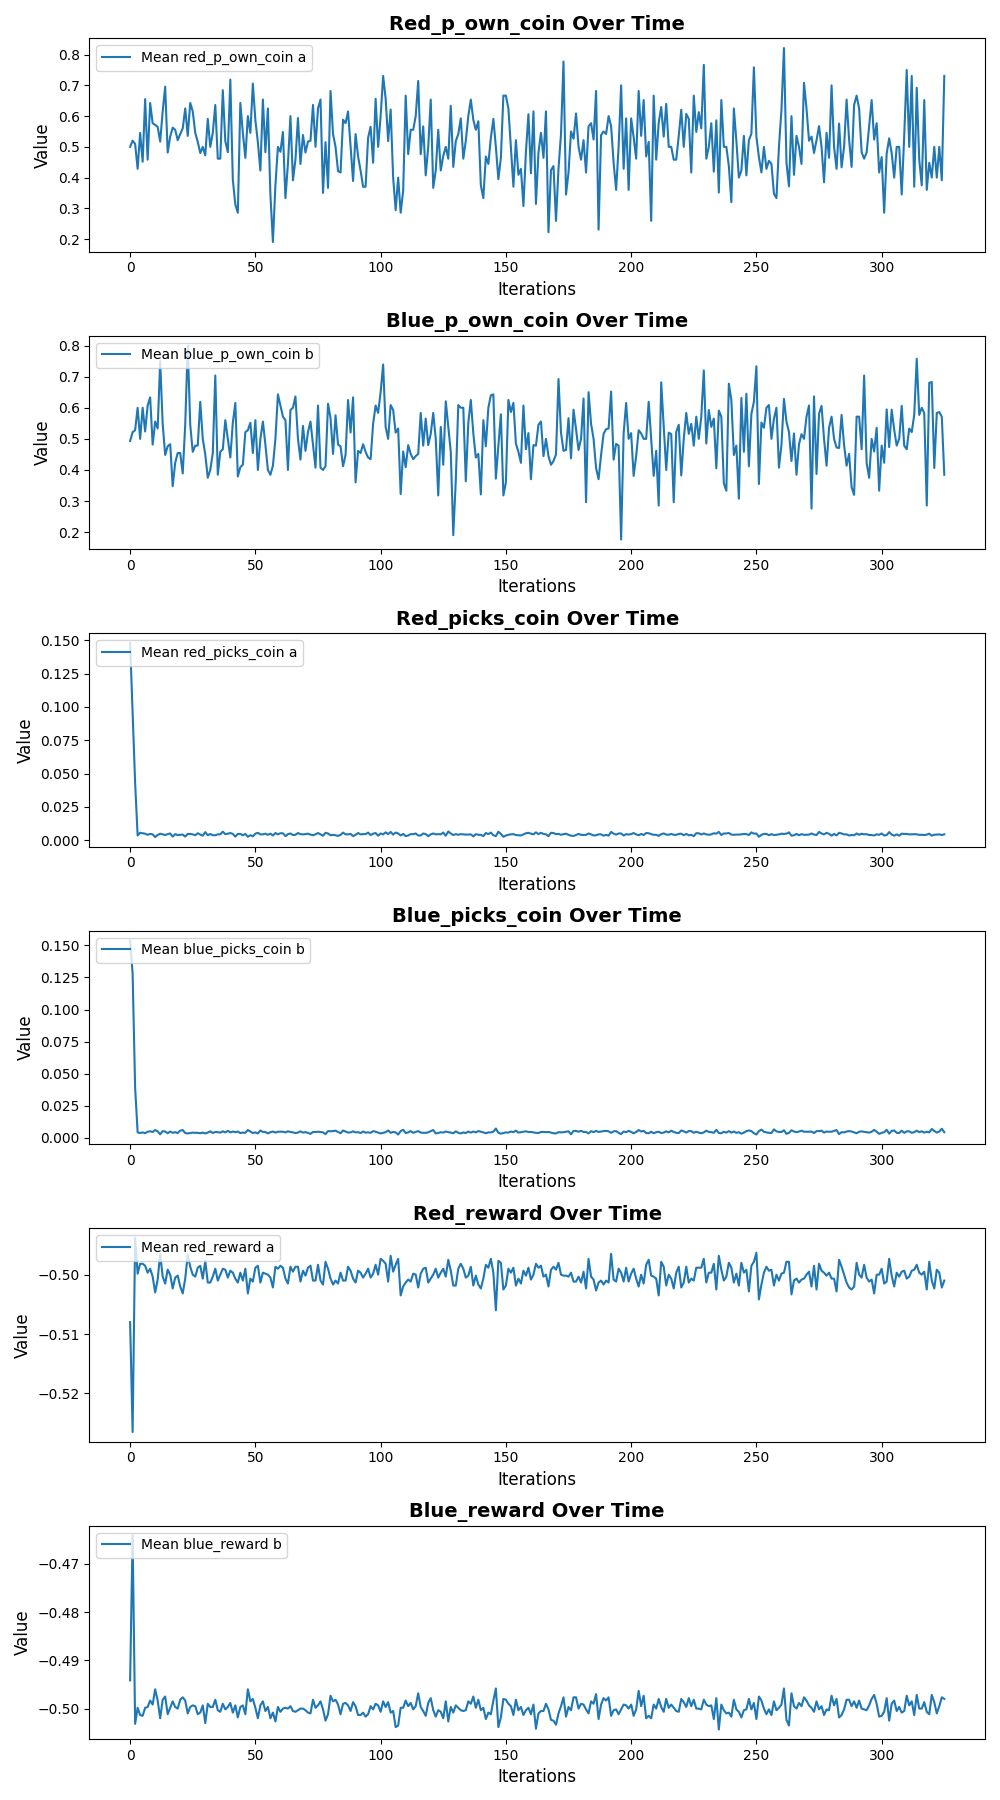 Red_p_own_coin Over Time
Mean red_p_own_coin a
0.8
0.7
0.6
0.5
0.4
0.3
0.2
Value
0 50 100 150 200 250 300
Iterations
Blue_p_own_coin Over Time
Mean blue_p_own_coin b
0.8
0.7
0.6
0.5
0.4
0.3
0.2
Value
0 50 100 150 200 250 300
Iterations
Red_picks_coin Over Time
Mean red_picks_coin a
0.150
0.125
0.100
0.075
0.050
0.025
0.000
Value
0 50 100 150 200 250 300
Iterations
Blue_picks_coin Over Time
Mean blue_picks_coin b
0.150
0.125
0.100
0.075
0.050
0.025
0.000
Value
0 50 100 150 200 250 300
Iterations
Red_reward Over Time
Mean red_reward a
−0.50
−0.51
−0.52
Value
0 50 100 150 200 250 300
Iterations
Blue_reward Over Time
Mean blue_reward b
−0.47
−0.48
−0.49
−0.50
Value
0 50 100 150 200 250 300
Iterations